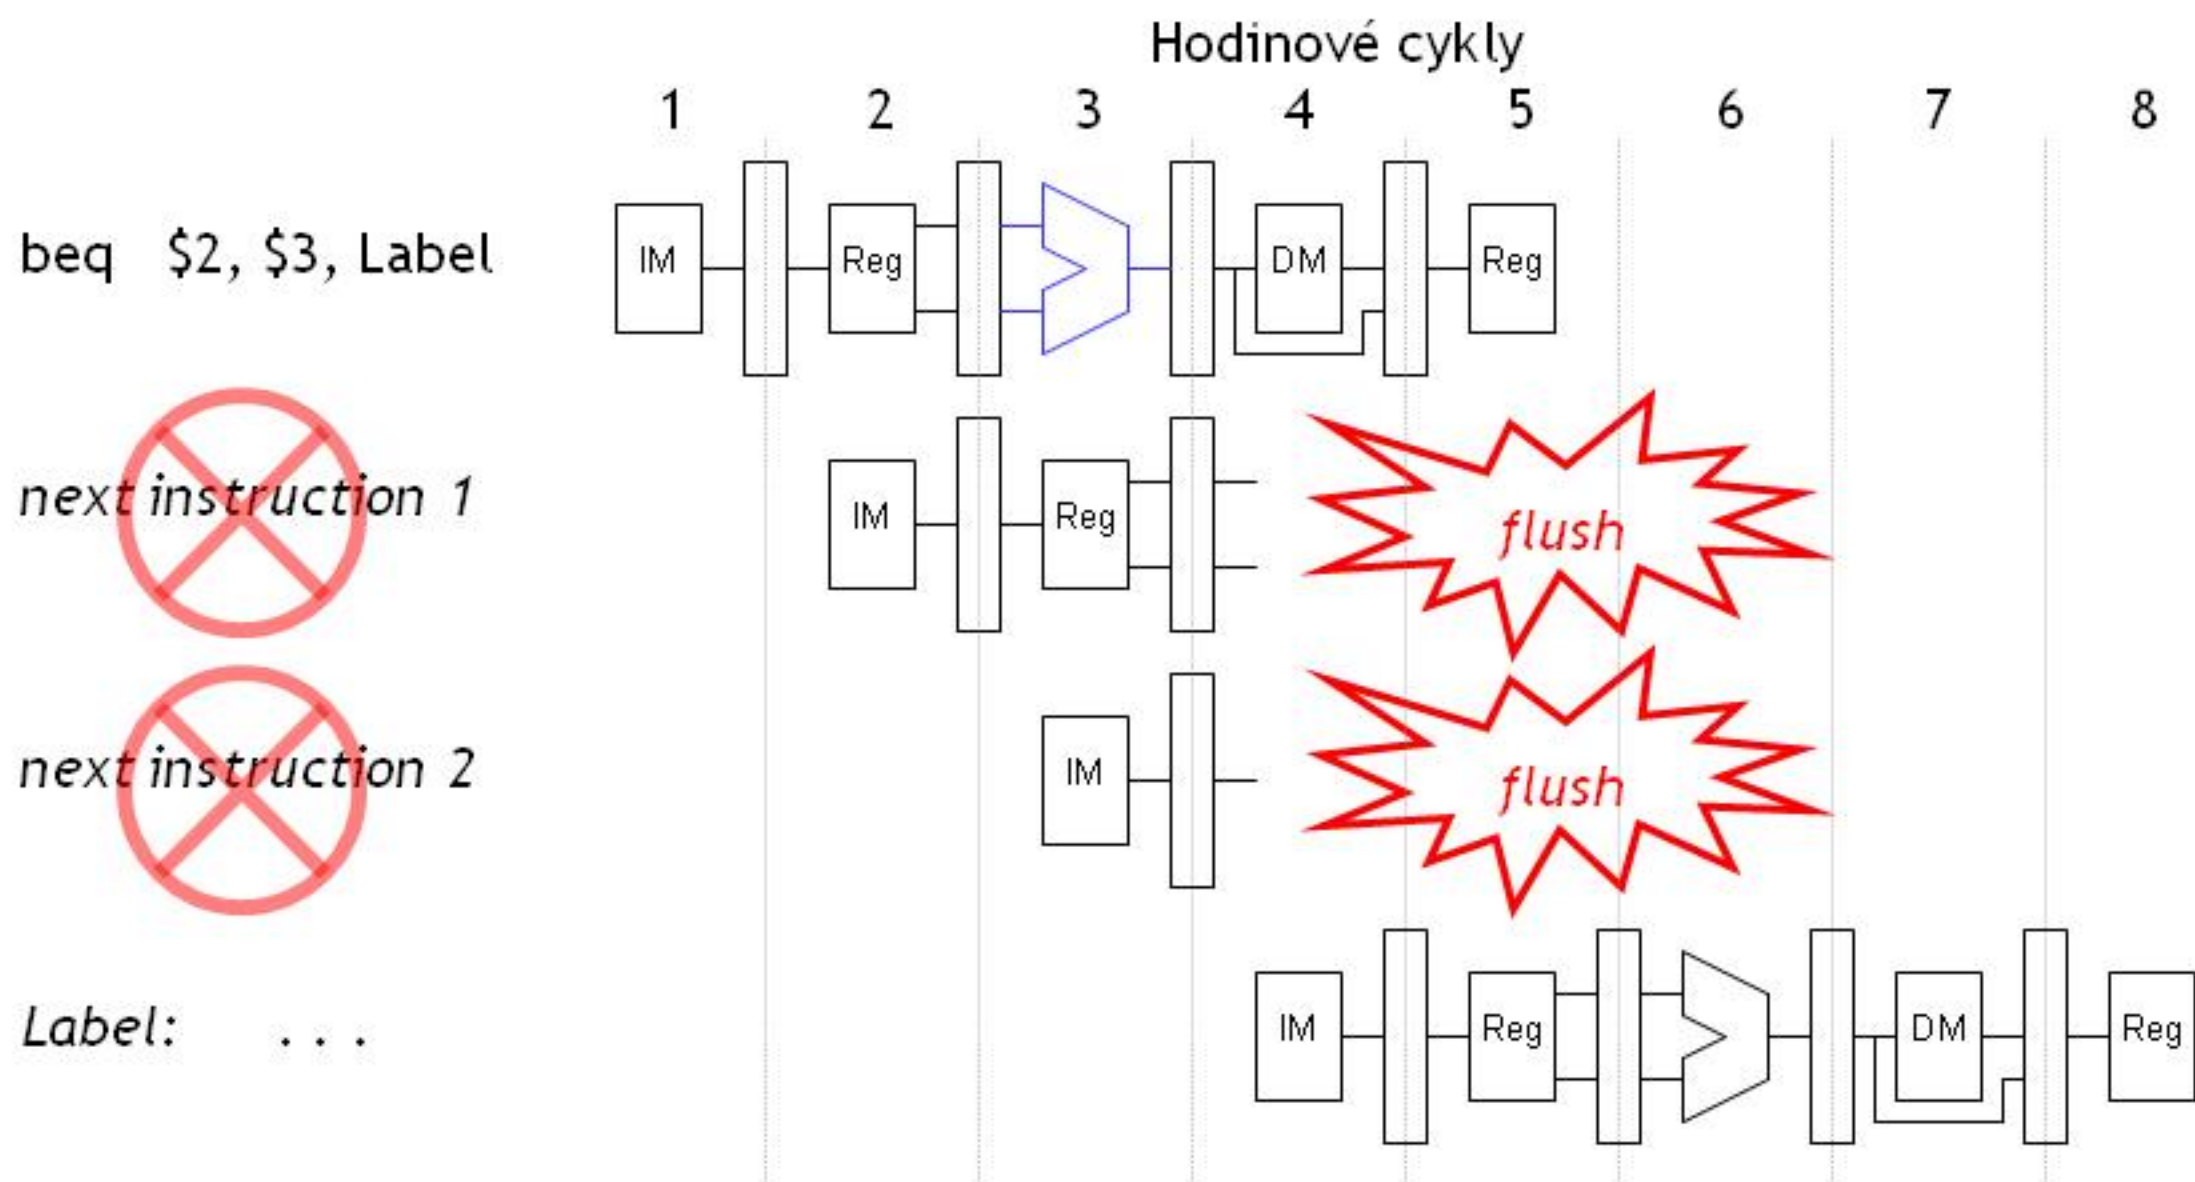 Hodinové cykly
1 2 3 4 5 6 7 8
beq $2, $3, Label
IM Reg DM Reg
next instruction 1
IM Reg flush
next instruction 2
IM flush
Label: . . .
IM Reg DM Reg